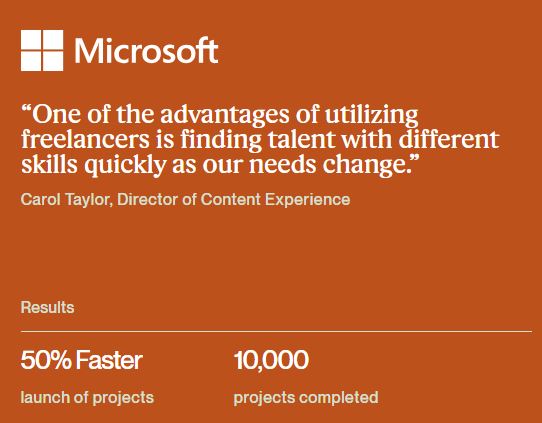 Microsoft
“One of the advantages of utilizing
freelancers is finding talent with different
skills quickly as our needs change.”
Carol Taylor, Director of Content Experience
Results
50% Faster
launch of projects
10,000
projects completed